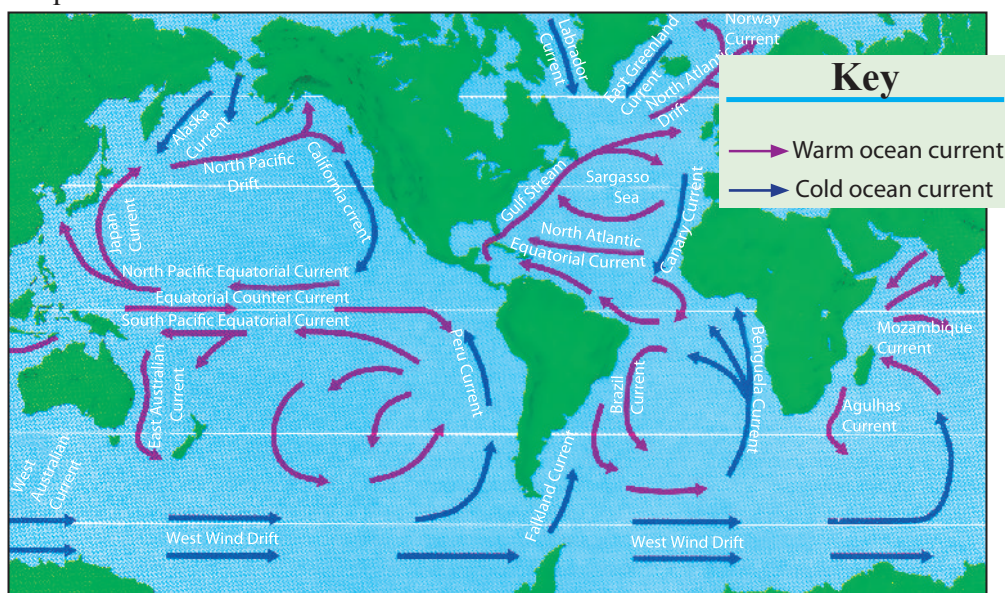 Labrador
Current
East Greenland
Current
Norway
Current
North Atlantic
Drift
Key
Warm ocean current
Cold ocean current
Alaska
Current
North Pacific
Drift
California crrent
Japan
Current
Gulf Stream
Sargasso
Sea
Canary Current
North Atlantic
Equatorial Current
North Pacific Equatorial Current
Equatorial Counter Current
South Pacific Equatorial Current
Peru Current
East Australian
Current
Brazil
Current
Benguela Current
Mozambique
Current
Agulhas
Current
West
Australian
Current
Falkland Current
West Wind Drift
West Wind Drift